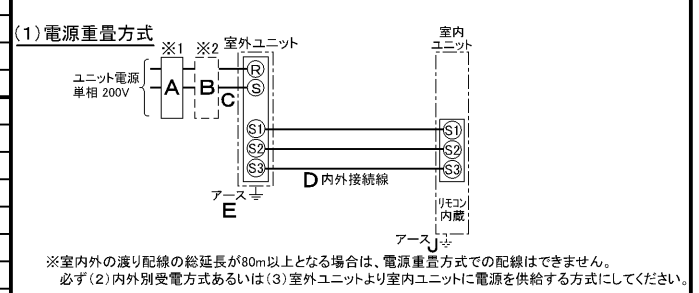 (1)電源重畳方式
※1 ※2 室外ユニット 室内ユニット
ユニット電源
単相 200V
A B C
R
S
S1 S1
S2 S2
S3 S3
D 内外接続線
アース
E
リモコン
内蔵
アース J
※室内外の渡り配線の総延長が80m以上となる場合は、電源重畳方式での配線はできません。
必ず(2)内外別受電方式あるいは(3)室外ユニットより室内ユニットに電源を供給する方式にしてください。